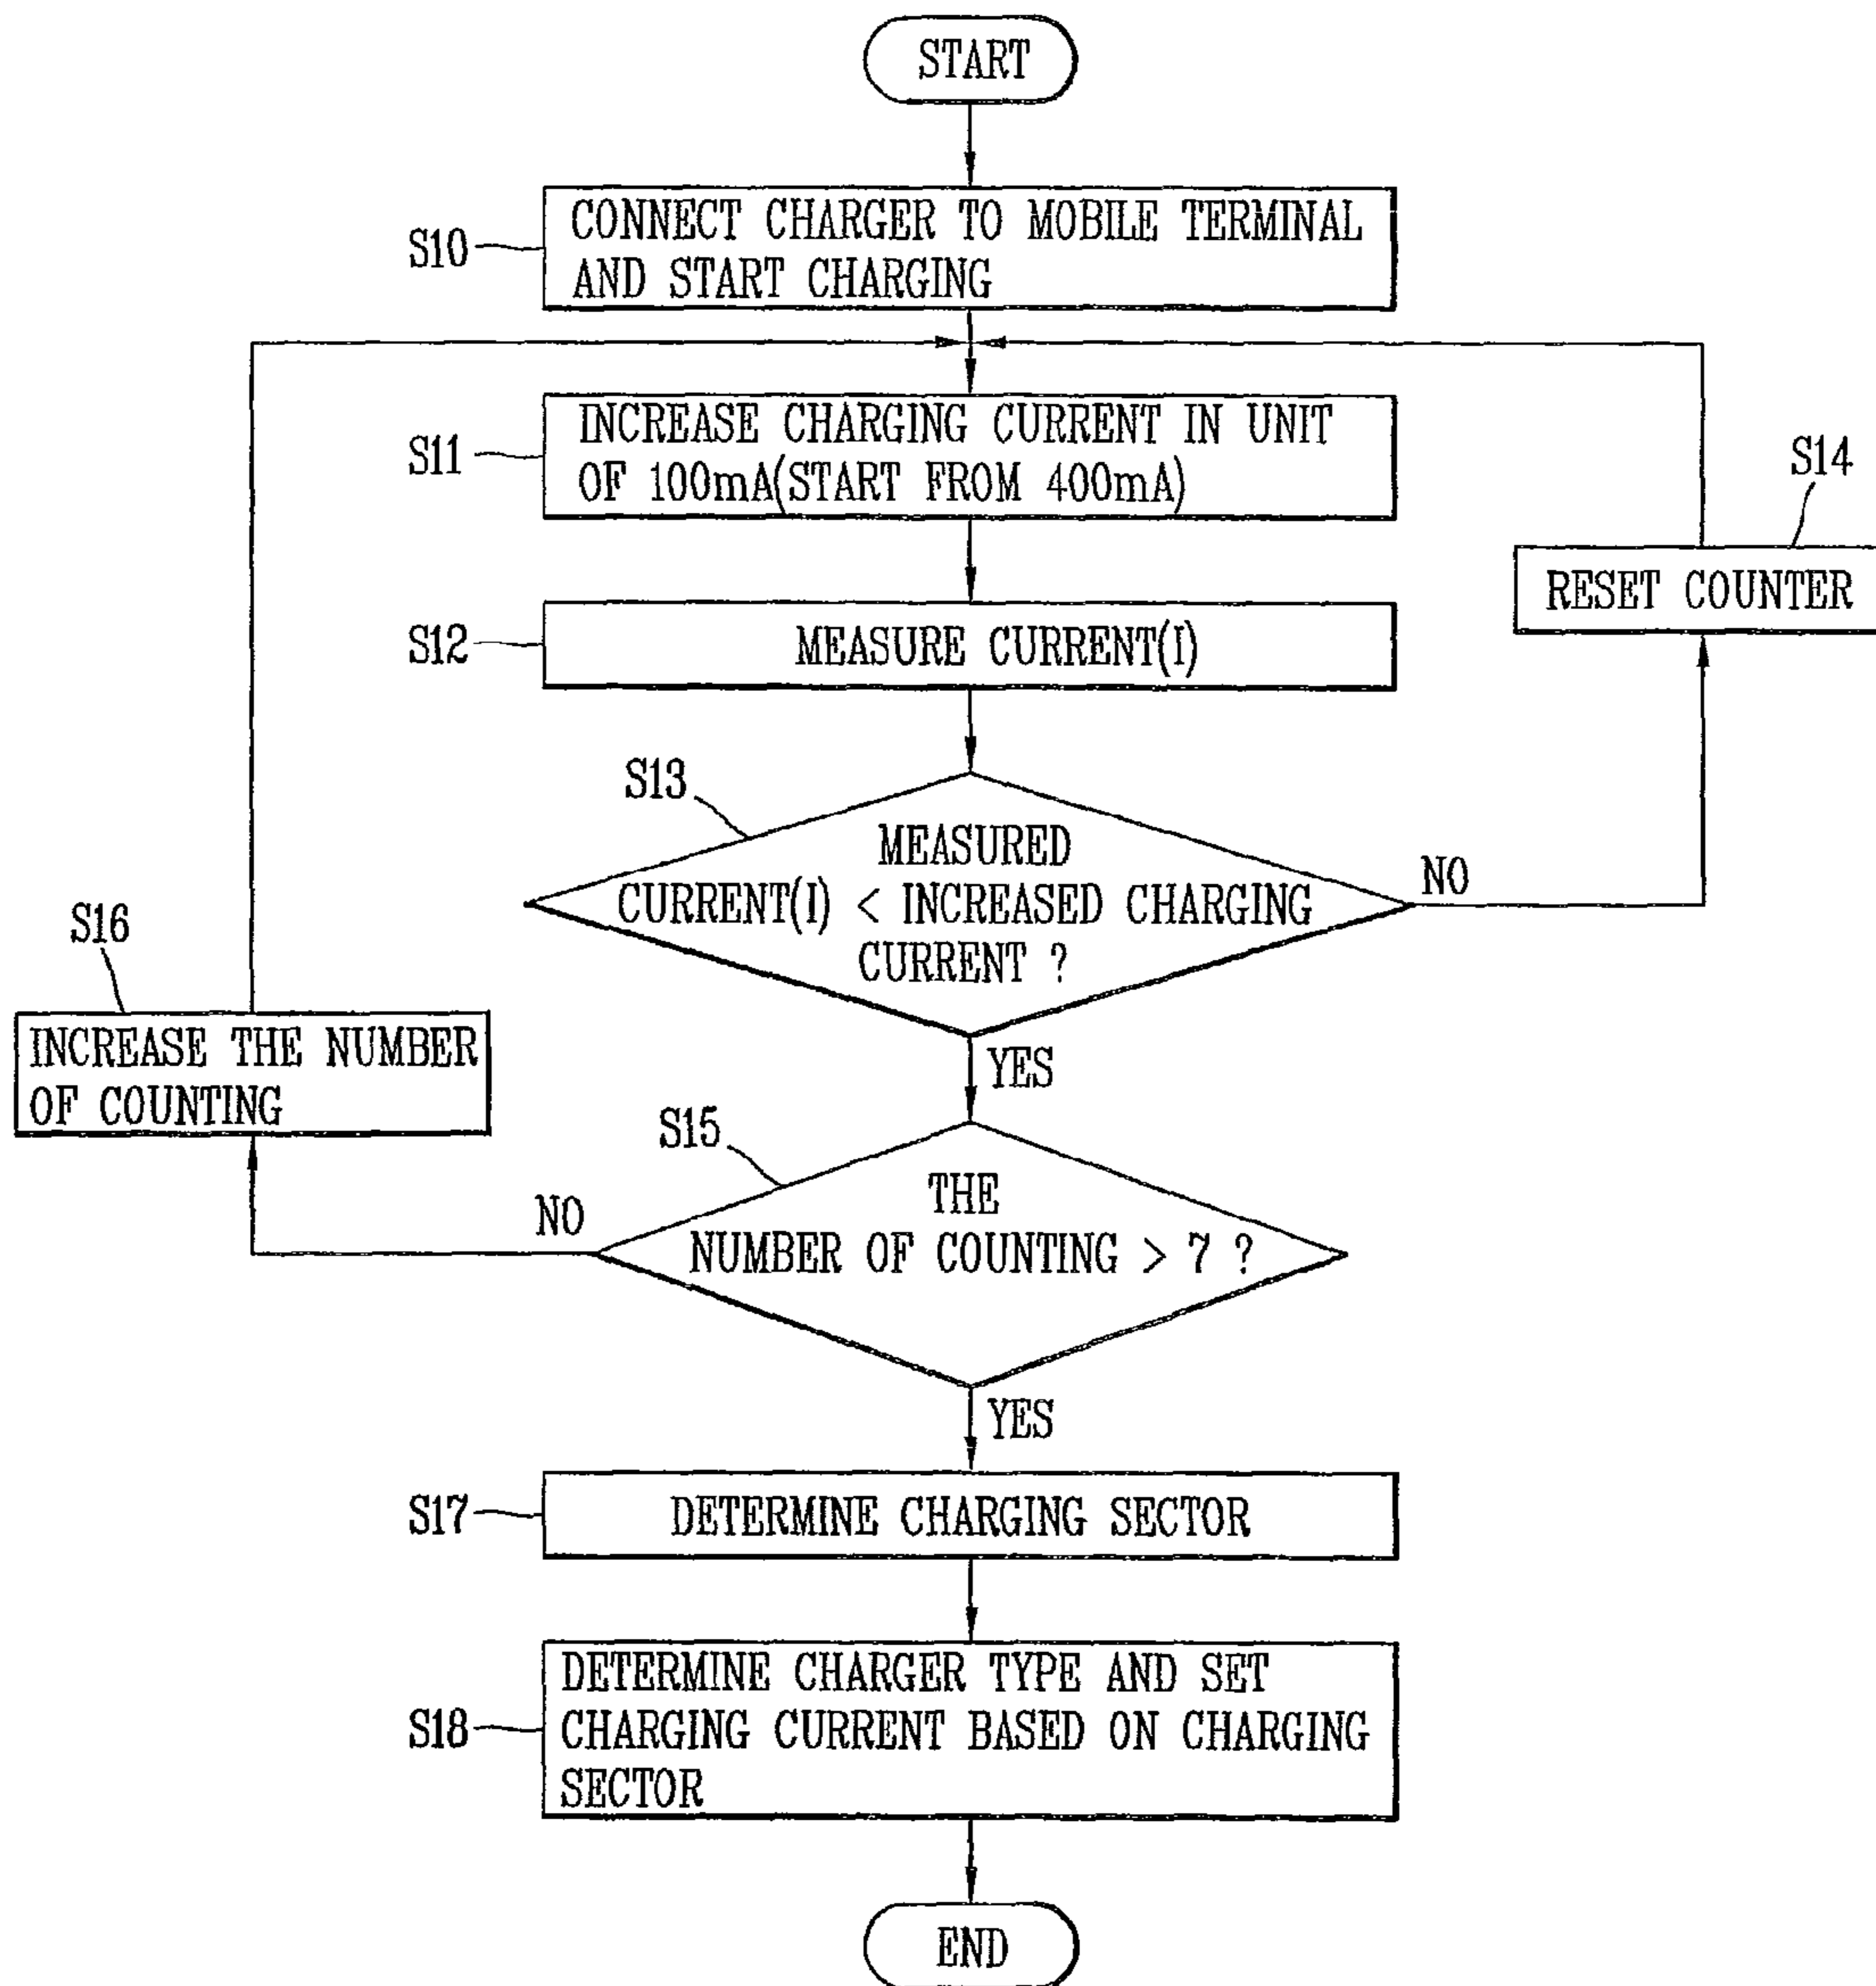 START
S10
CONNECT CHARGER TO MOBILE TERMINAL
AND START CHARGING
S11
INCREASE CHARGING CURRENT IN UNIT
OF 100mA(START FROM 400mA)
S14
RESET COUNTER
S12
MEASURE CURRENT(I)
S13
MEASURED
CURRENT(I) < INCREASED CHARGING
CURRENT ?
NO
YES
S16
INCREASE THE NUMBER
OF COUNTING
S15
THE
NUMBER OF COUNTING > 7 ?
NO
YES
S17
DETERMINE CHARGING SECTOR
S18
DETERMINE CHARGER TYPE AND SET
CHARGING CURRENT BASED ON CHARGING
SECTOR
END